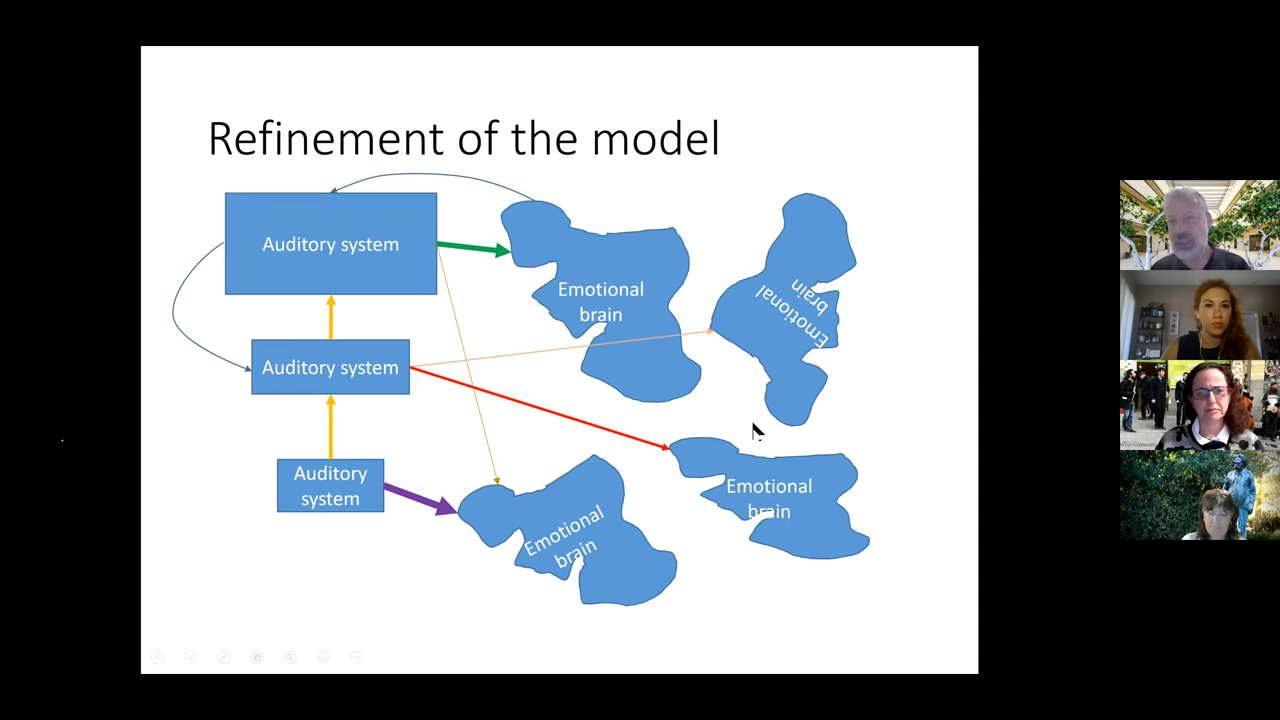 Refinement of the model
Auditory system
Emotional
brain
Emotional
brain
Auditory system
Auditory
system
Emotional
brain
Emotional
brain